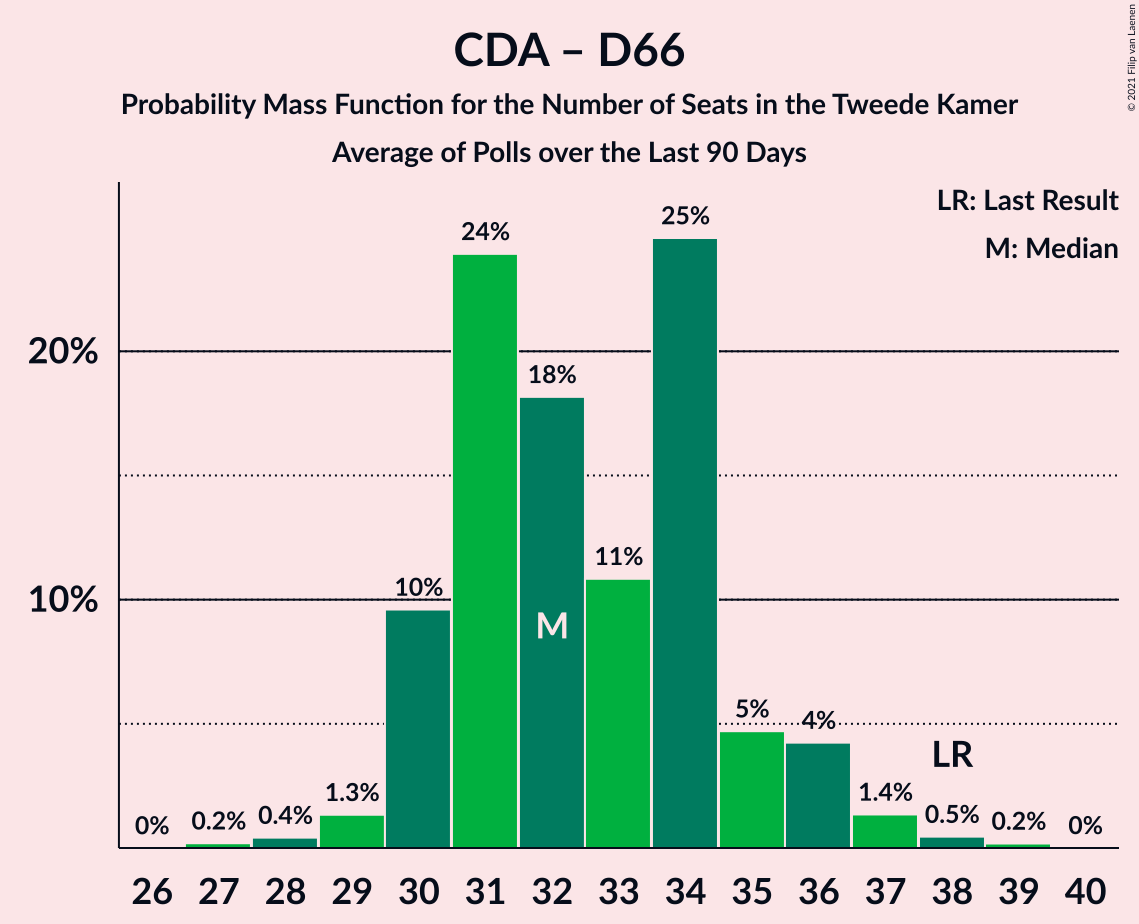 CDA – D66
Probability Mass Function for the Number of Seats in the Tweede Kamer
Average of Polls over the Last 90 Days
© 2021 Filip van Laenen
LR: Last Result
M: Median
20%
10%
0%
0.2%
0.4%
1.3%
10%
24%
18%
11%
25%
5%
4%
1.4%
0.5%
0.2%
0%
M
LR
26 27 28 29 30 31 32 33 34 35 36 37 38 39 40